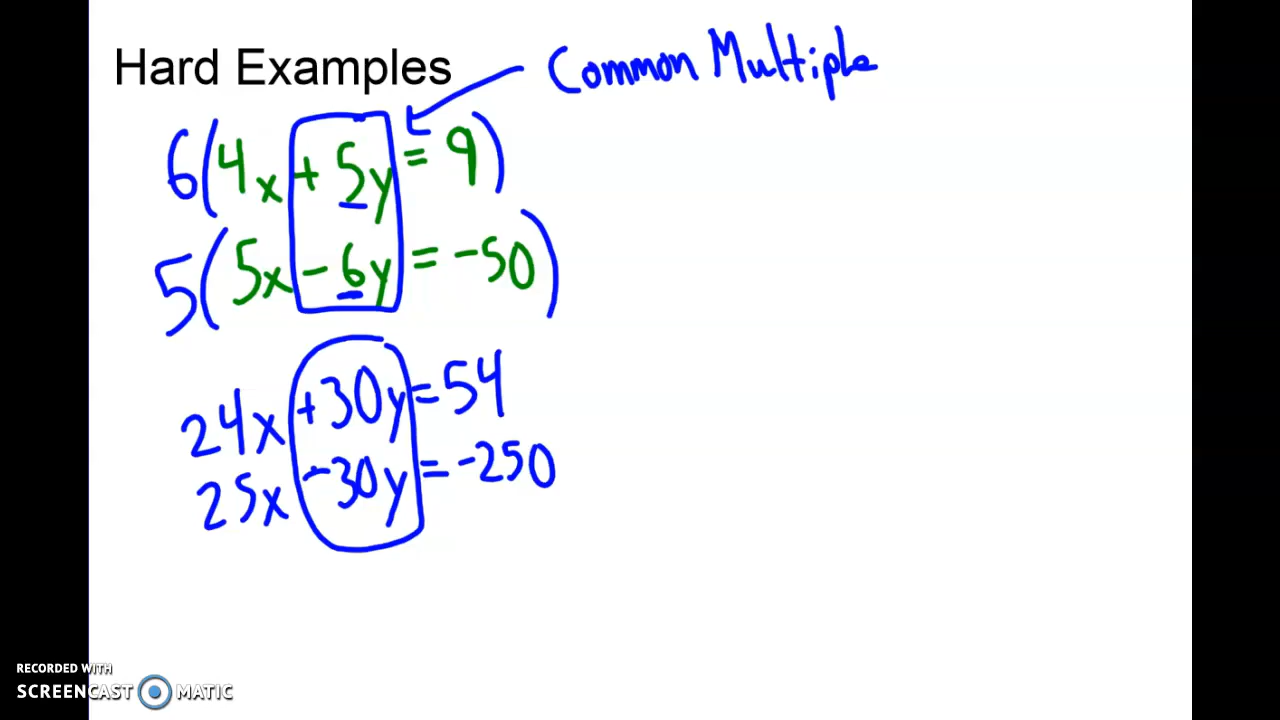 Hard Examples
Common Multiple
6(4x + 5y = 9)
5(5x - 6y = -50)
24x +30y = 54
25x -30y = -250
RECORDED WITH
SCREENCAST MATIC